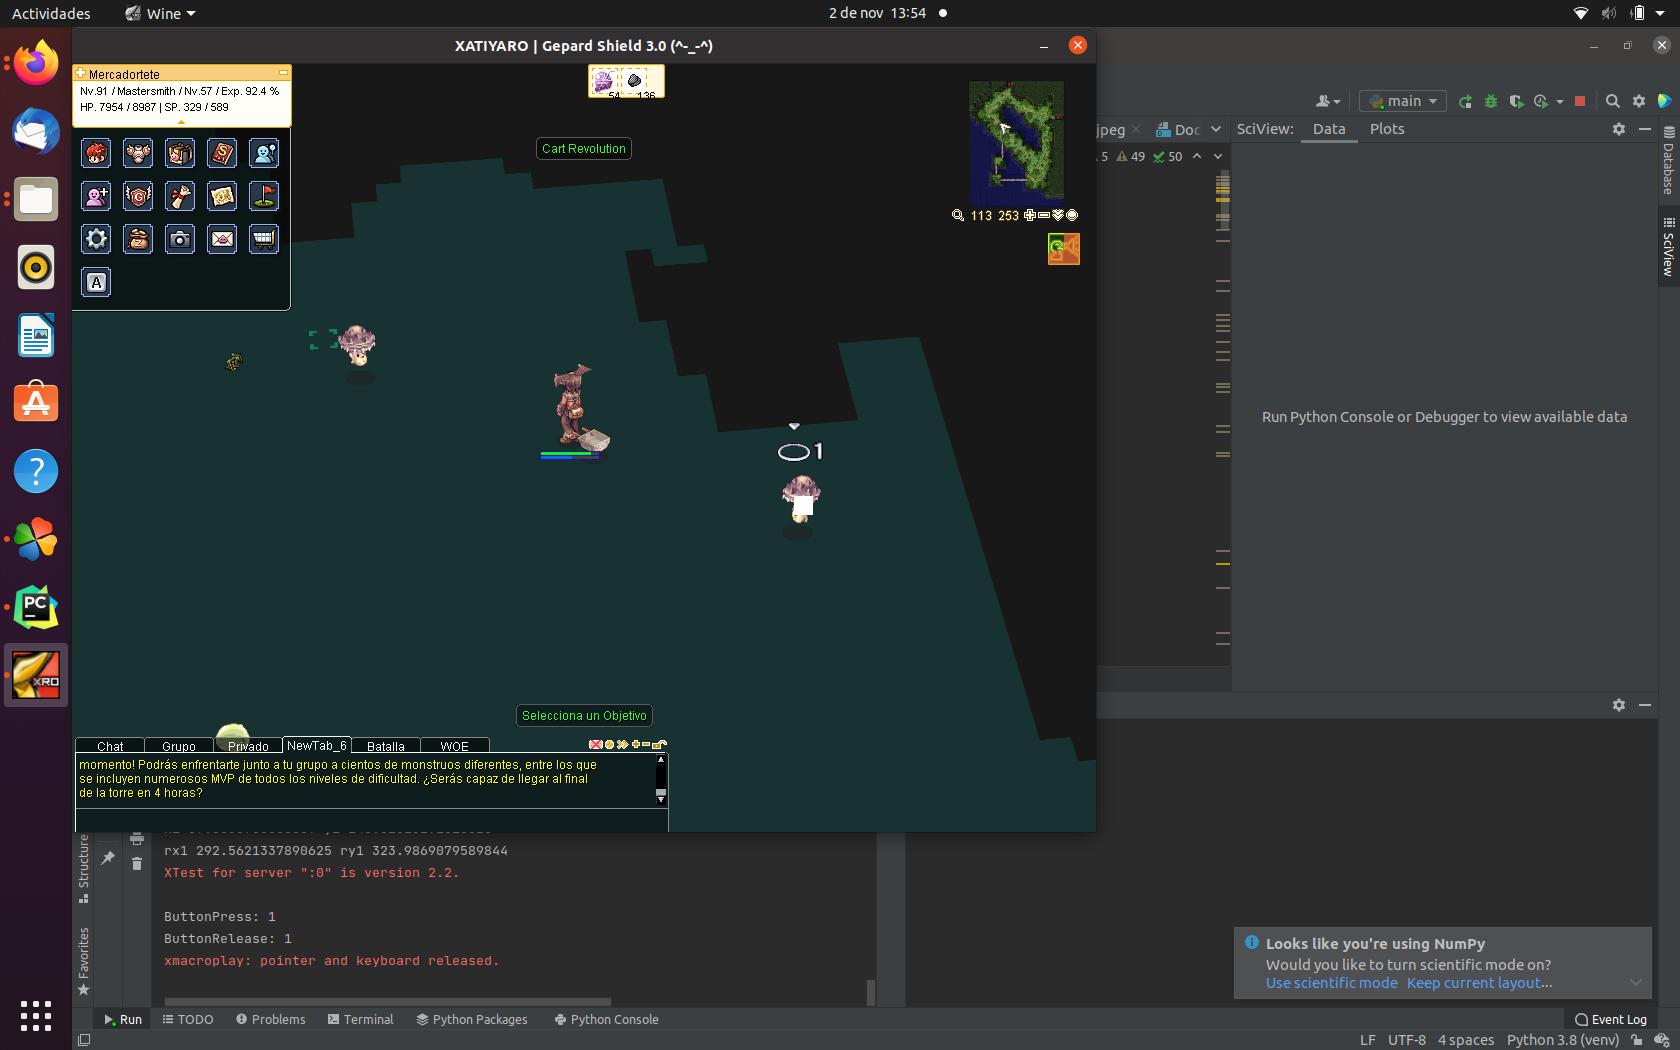 Actividades
Wine
2 de nov 13:54
XATIYARO | Gepard Shield 3.0 (^-_-^)
Mercadortete
Nv.91 / Mastersmith / Nv.57 / Exp. 92.4 %
HP. 7954 / 8987 | SP. 329 / 589
54 136
Cart Revolution
113 253
main
jpeg
Doc
SciView:
Data
Plots
5 49 50
Database
SciView
Run Python Console or Debugger to view available data
A
1
PC
XRO
Selecciona un Objetivo
Chat
Grupo
Privado
NewTab_6
Batalla
WOE
momento! Podrás enfrentarte junto a tu grupo a cientos de monstruos diferentes, entre los que
se incluyen numerosos MVP de todos los niveles de dificultad. ¿Serás capaz de llegar al final
de la torre en 4 horas?
Structure
Favorites
rx1 292.5621337890625 ry1 323.9869079589844
XTest for server ":0" is version 2.2.
ButtonPress: 1
ButtonRelease: 1
xmacroplay: pointer and keyboard released.
Looks like you're using NumPy
Would you like to turn scientific mode on?
Use scientific mode Keep current layout...
Run
TODO
Problems
Terminal
Python Packages
Python Console
Event Log
LF UTF-8 4 spaces Python 3.8 (venv)